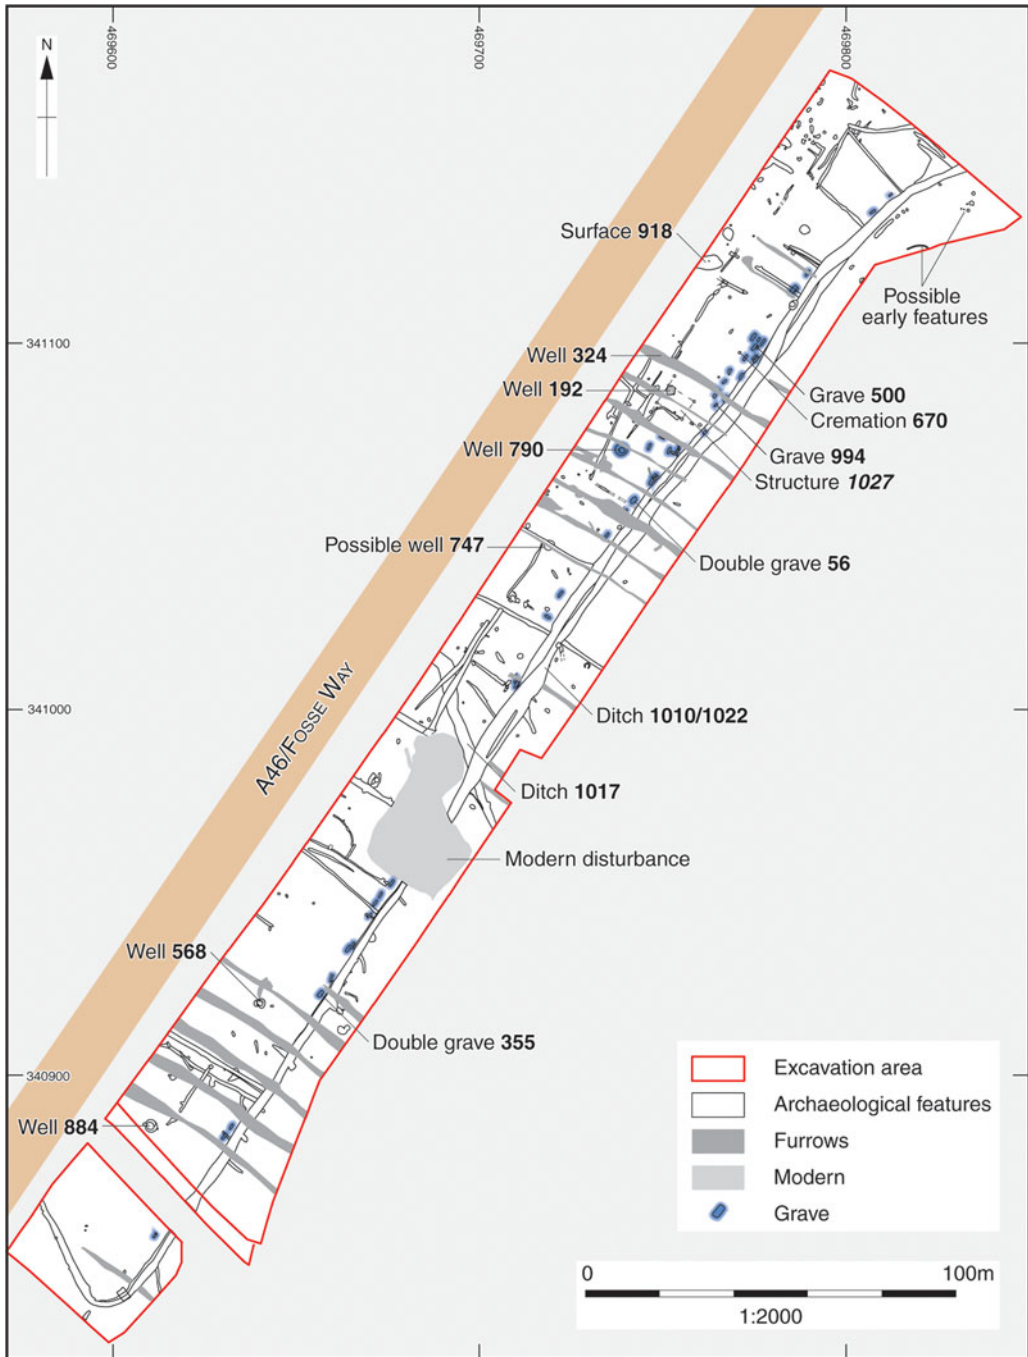 469600
469700
469800
N
Surface 918
Possible
early features
341100
Well 324
Well 192
Grave 500
Cremation 670
Well 790
Grave 994
Structure 1027
Possible well 747
Double grave 56
A46/FOSSE WAY
341000
Ditch 1010/1022
Ditch 1017
Modern disturbance
Well 568
Double grave 355
340900
Well 884
Excavation area
Archaeological features
Furrows
Modern
Grave
0 100m
1:2000